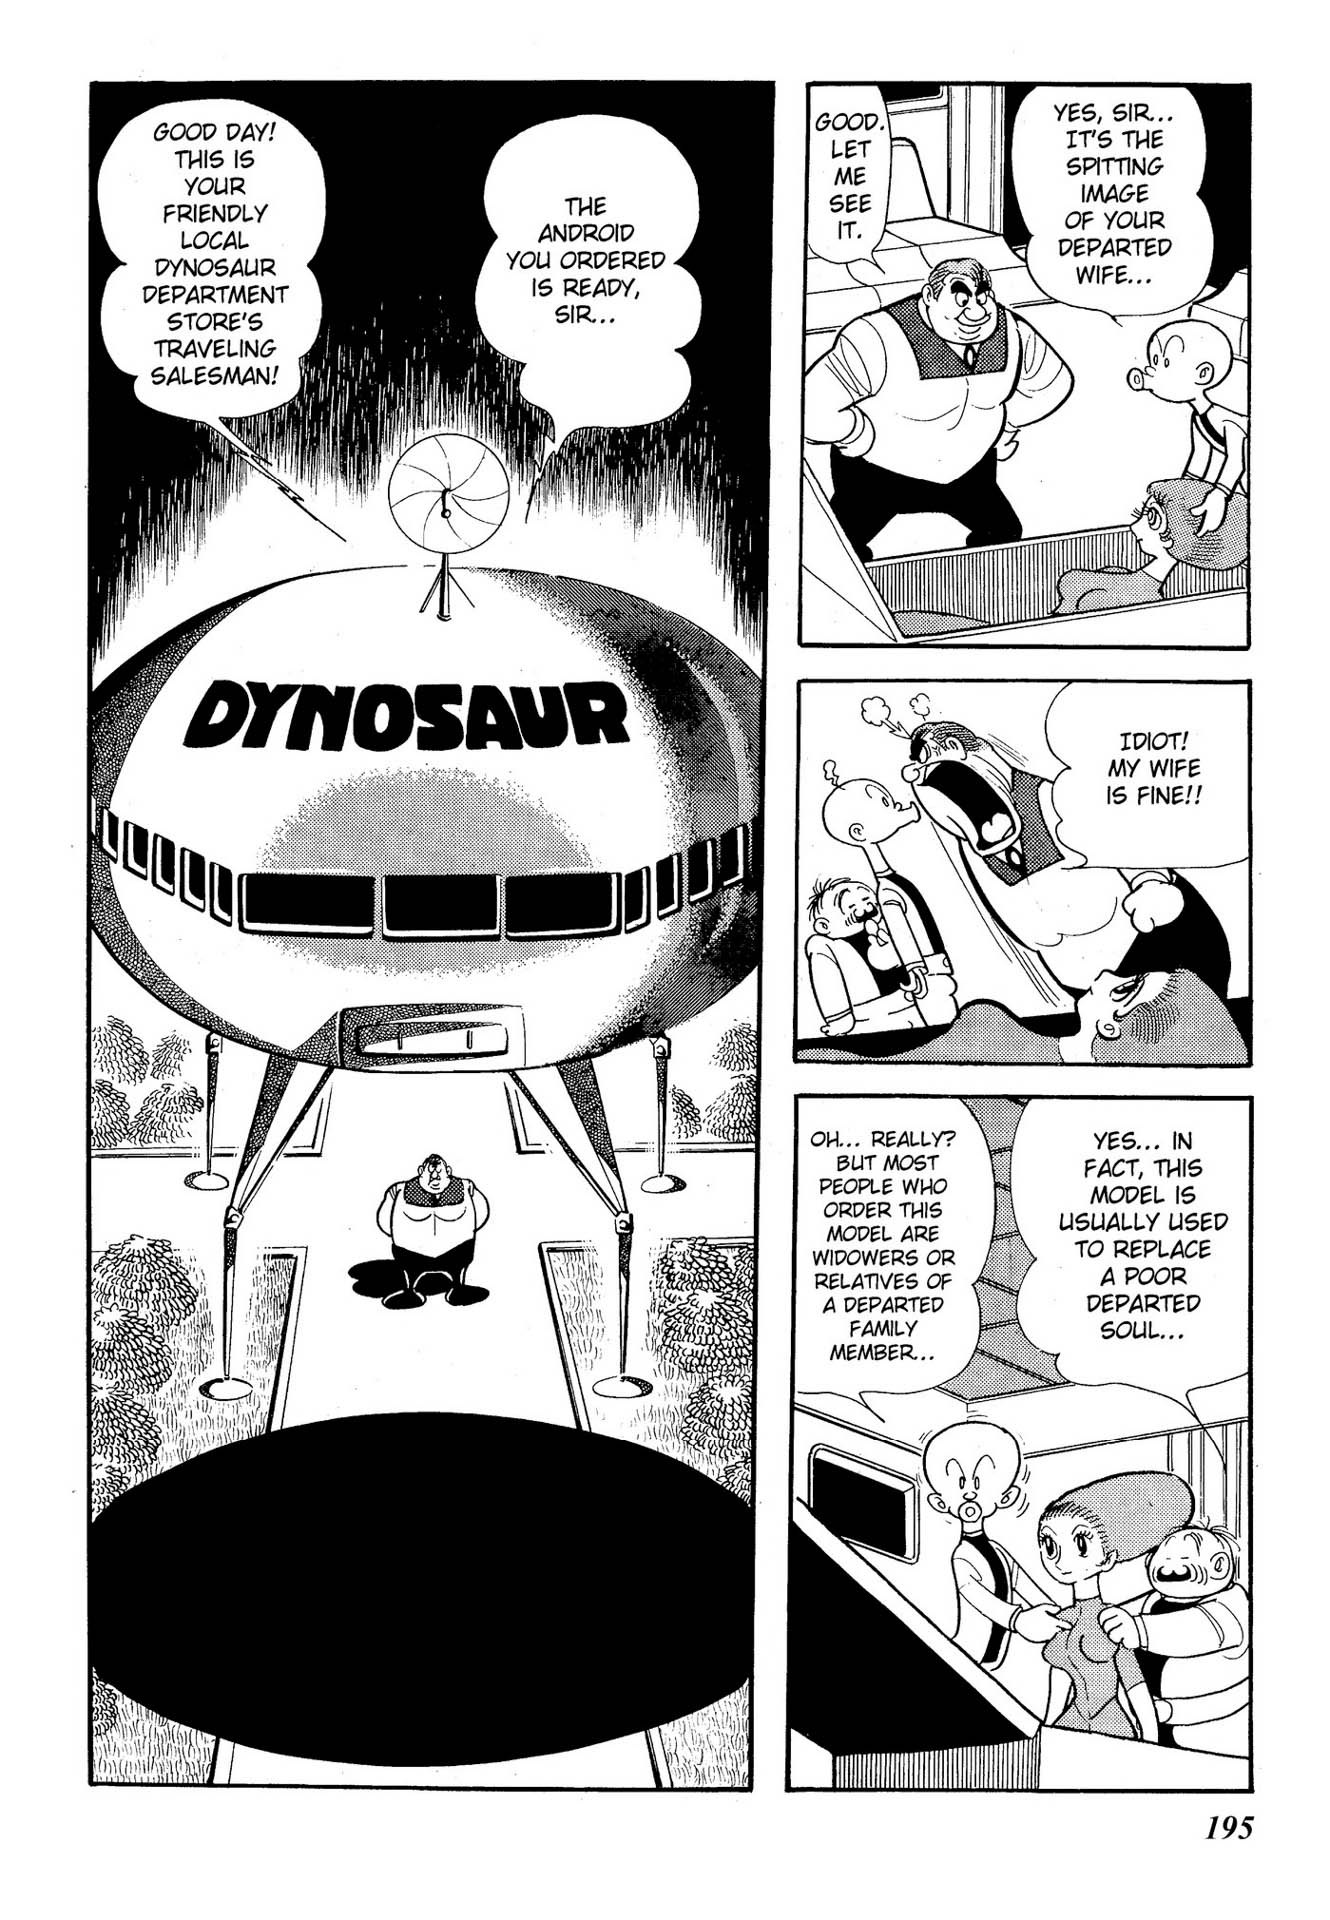 GOOD DAY!
THIS IS
YOUR
FRIENDLY
LOCAL
DYNOSAUR
DEPARTMENT
STORE'S
TRAVELING
SALESMAN!
THE
ANDROID
YOU ORDERED
IS READY,
SIR...
DYNOSAUR
GOOD.
LET
ME
SEE
IT.
YES, SIR...
IT'S THE
SPITTING
IMAGE
OF YOUR
DEPARTED
WIFE...
IDIOT!
MY WIFE
IS FINE!!
OH... REALLY?
BUT MOST
PEOPLE WHO
ORDER THIS
MODEL ARE
WIDOWERS OR
RELATIVES OF
A DEPARTED
FAMILY
MEMBER...
YES... IN
FACT, THIS
MODEL IS
USUALLY USED
TO REPLACE
A POOR
DEPARTED
SOUL...
195